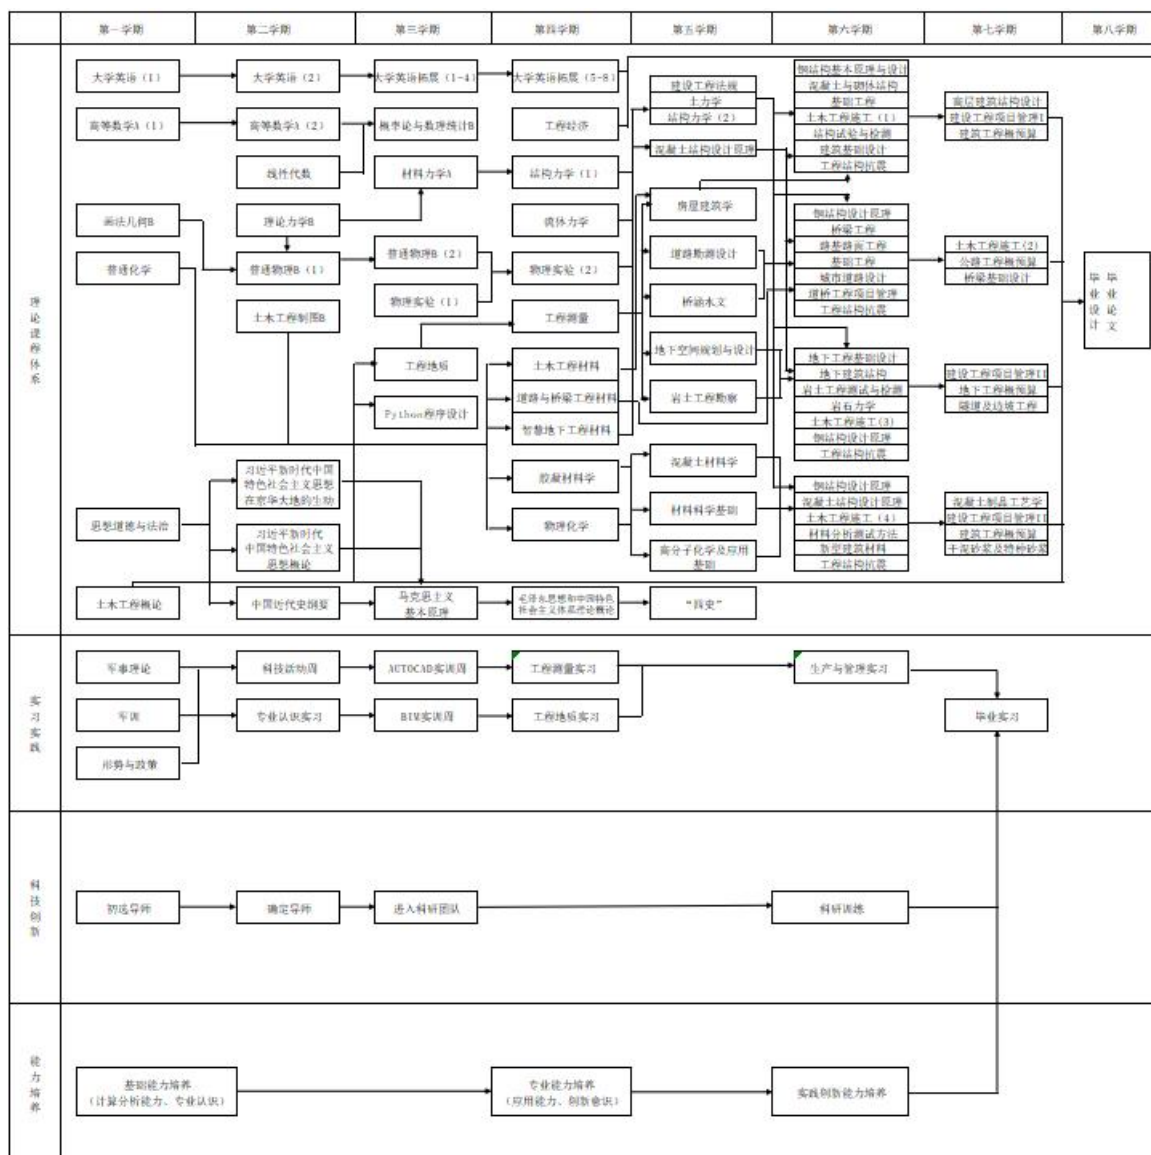 第一学期
第二学期
第三学期
第四学期
第五学期
第六学期
第七学期
第八学期
理论课程体系
大学英语（1）
大学英语（2）
大学英语拓展（1-4）
大学英语拓展（5-8）
高等数学A（1）
高等数学A（2）
概率论与数理统计B
工程经济
线性代数
材料力学A
结构力学（1）
画法几何B
理论力学B
流体力学
普通化学
普通物理B（1）
普通物理B（2）
物理实验（2）
物理实验（1）
土木工程制图B
工程测量
工程地质
土木工程材料
道路与桥梁工程材料
Python程序设计
智慧地下工程材料
胶凝材料学
物理化学
建设工程法规
土力学
结构力学（2）
混凝土结构设计原理
房屋建筑学
道路勘测设计
桥涵水文
地下空间规划与设计
岩土工程勘察
混凝土材料学
材料科学基础
高分子化学及应用
基础
钢结构基本原理与设计
混凝土与砌体结构
基础工程
土木工程施工（1）
结构试验与检测
建筑基础设计
工程结构抗震
钢结构设计原理
桥梁工程
路基路面工程
基础工程
城市道路设计
道桥工程项目管理
工程结构抗震
地下工程基础设计
地下建筑结构
岩土工程测试与检测
岩石力学
土木工程施工(3)
钢结构设计原理
工程结构抗震
钢结构设计原理
混凝土结构设计原理
土木工程施工（4）
材料分析测试方法
新型建筑材料
工程结构抗震
高层建筑结构设计
建设工程项目管理I
建筑工程概预算
土木工程施工(2)
公路工程概预算
桥梁基础设计
建设工程项目管理II
地下工程概预算
隧道及边坡工程
混凝土制品工艺学
建设工程项目管理II
建筑工程概预算
干混砂浆及特种砂浆
毕业设计
毕业论文
思想道德与法治
习近平新时代中国
特色社会主义思想
在京华大地的生动
习近平新时代
中国特色社会主义
思想概论
土木工程概论
中国近代史纲要
马克思主义
基本原理
毛泽东思想和中国特色
社会主义体系理论概论
“四史”
实习实践
军事理论
科技活动周
AUTOCAD实训周
工程测量实习
生产与管理实习
军训
专业认识实习
BIM实训周
工程地质实习
毕业实习
形势与政策
科技创新
初选导师
确定导师
进入科研团队
科研训练
能力培养
基础能力培养
（计算分析能力、专业认识）
专业能力培养
（应用能力、创新意识）
实践创新能力培养